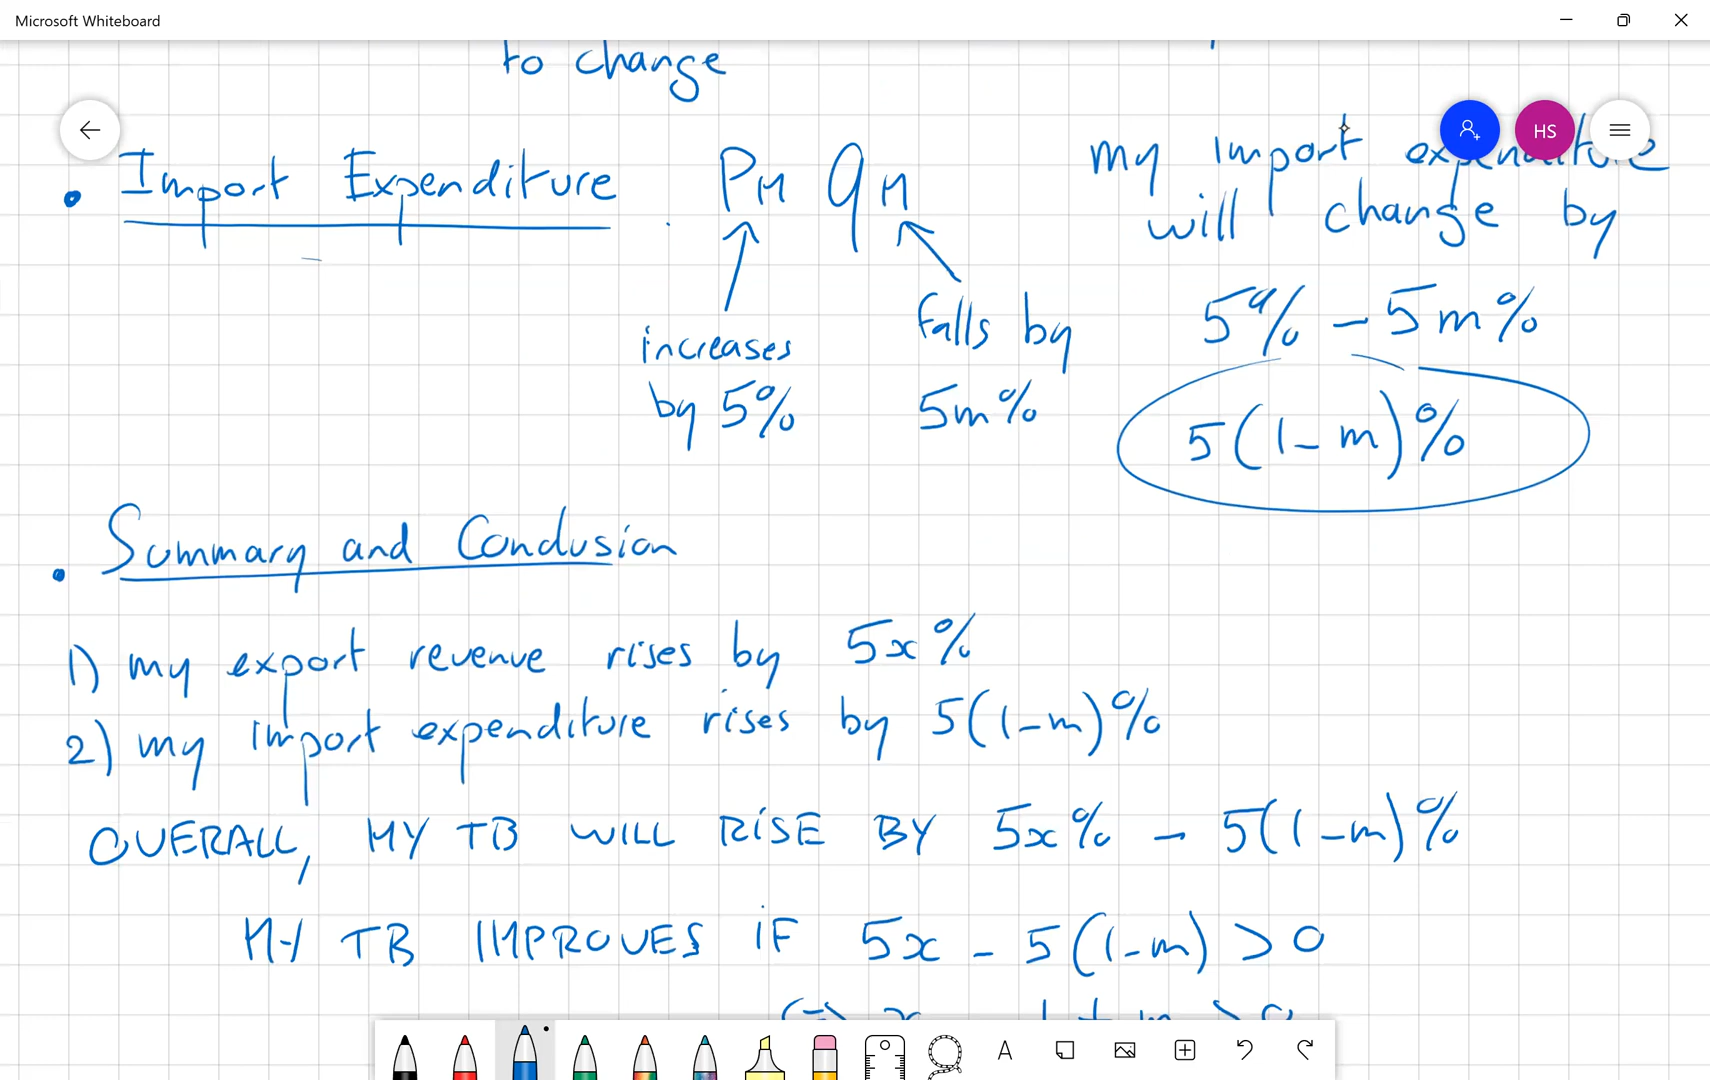 Microsoft Whiteboard
to change
HS
• Import Expenditure : PM qM
my import expenditure
will change by
increases
by 5%
falls by
5m%
5% - 5m%
5(1-m)%
• Summary and Conclusion
1) my export revenue rises by 5x%
2) my import expenditure rises by 5(1-m)%
OVERALL, MY TB WILL RISE BY 5x% - 5(1-m)%
MY TB IMPROVES IF 5x - 5(1-m) > 0
A